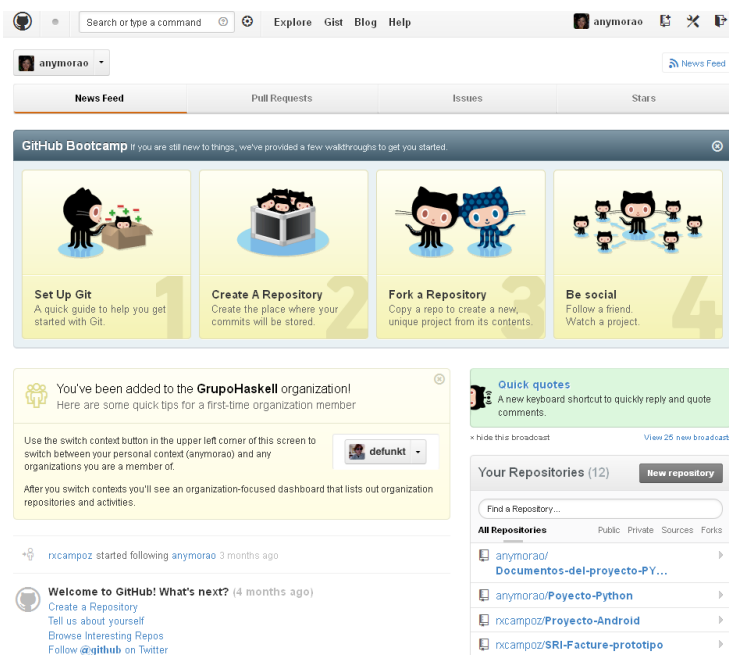 Search or type a command
Explore Gist Blog Help
anymorao
anymorao
News Feed
News Feed
Pull Requests
Issues
Stars
GitHub Bootcamp If you are still new to things, we've provided a few walkthroughs to get you started.
1
Set Up Git
A quick guide to help you get
started with Git.
2
Create A Repository
Create the place where your
commits will be stored.
3
Fork a Repository
Copy a repo to create a new,
unique project from its contents.
4
Be social
Follow a friend.
Watch a project.
You've been added to the GrupoHaskell organization!
Here are some quick tips for a first-time organization member
Use the switch context button in the upper left corner of this screen to
switch between your personal context (anymorao) and any
organizations you are a member of.
defunkt
After you switch contexts you'll see an organization-focused dashboard that lists out organization
repositories and activities.
rxcampoz started following anymorao 3 months ago
Welcome to GitHub! What's next? (4 months ago)
Create a Repository
Tell us about yourself
Browse Interesting Repos
Follow @github on Twitter
Quick quotes
A new keyboard shortcut to quickly reply and quote
comments.
× hide this broadcast
View 26 new broadcasts
Your Repositories (12)
New repository
Find a Repository...
All Repositories Public Private Sources Forks
anymorao/
Documentos-del-proyecto-PY...
anymorao/Poyecto-Python
rxcampoz/Proyecto-Android
rxcampoz/SRI-Facture-prototipo